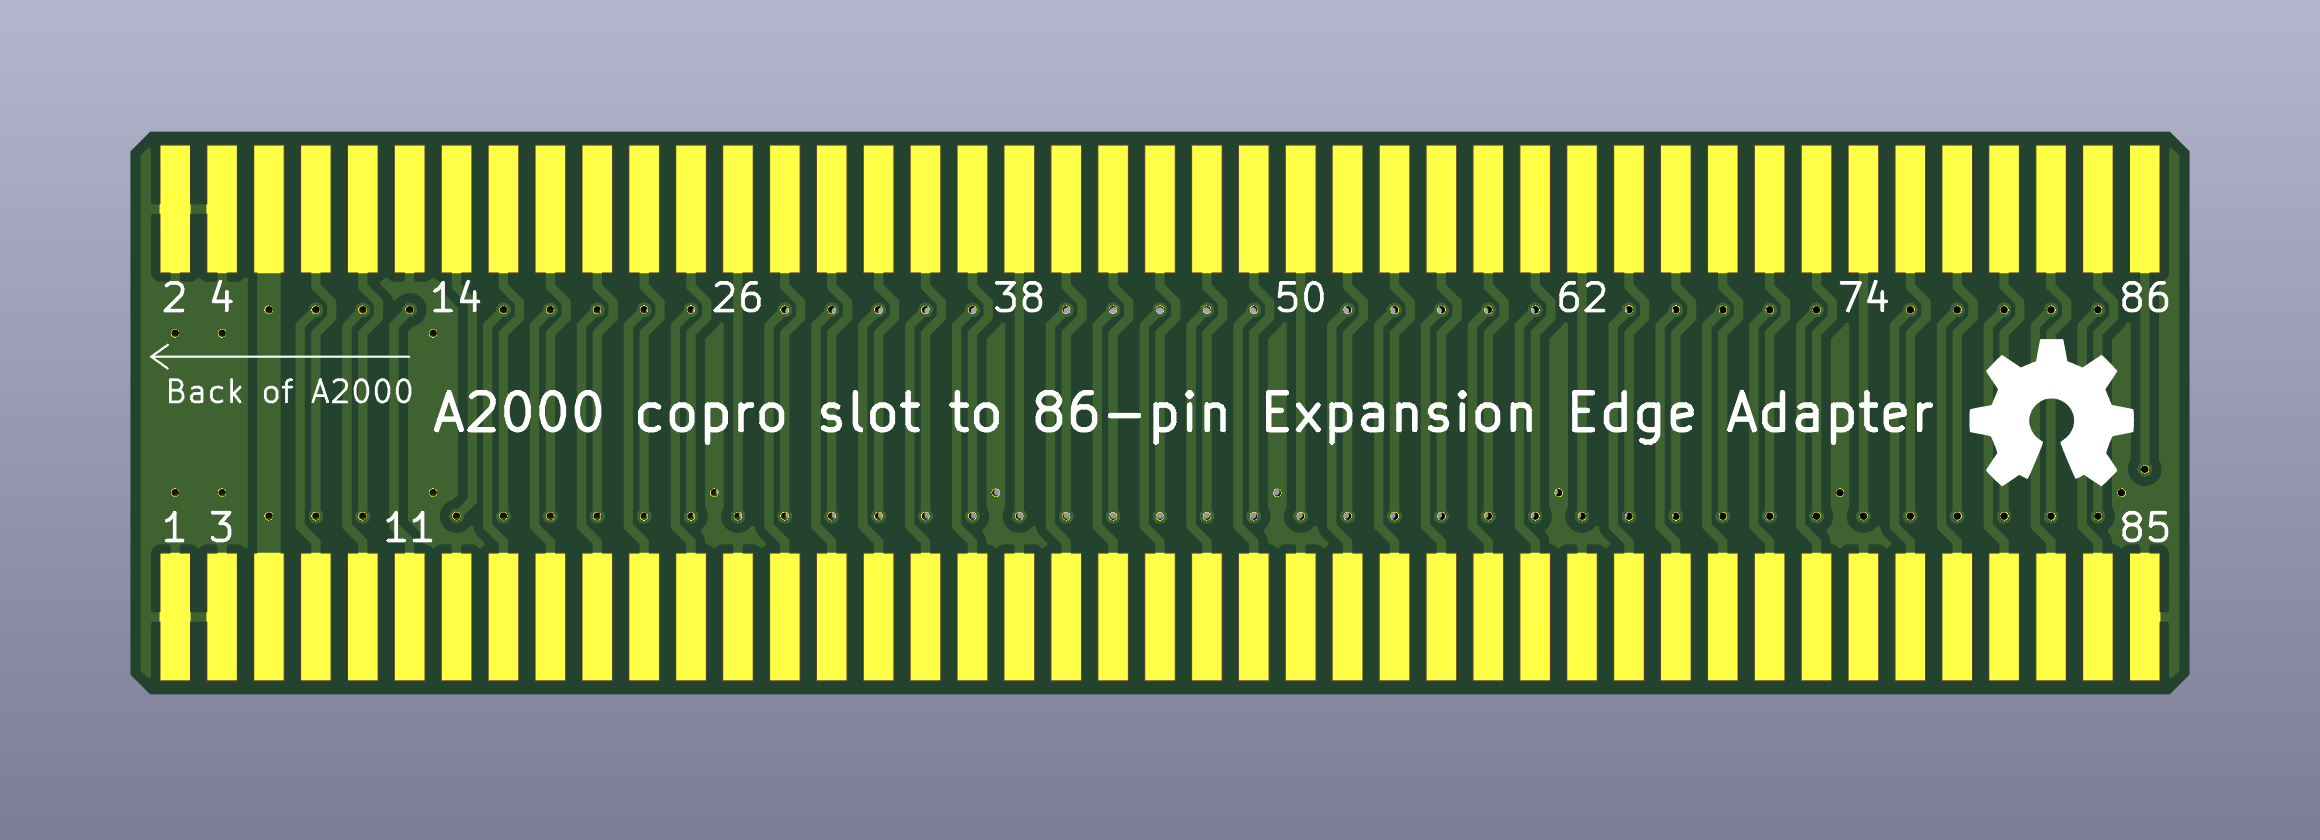 2 4 14 26 38 50 62 74 86
Back of A2000
A2000 copro slot to 86-pin Expansion Edge Adapter
1 3 11 85